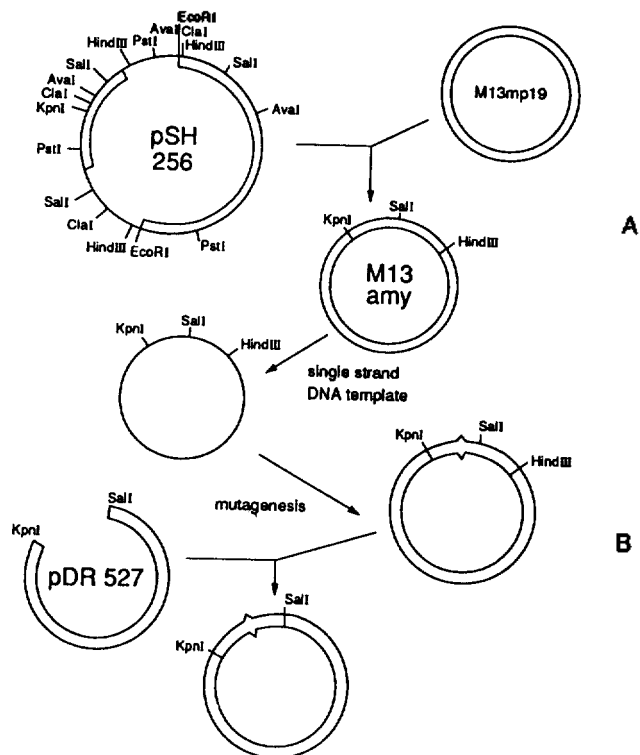 EcoRI
AvaI
ClaI
PstI
HindIII
HindIII
SalI
SalI
AvaI
ClaI
KpnI
AvaI
pSH
256
PstI
SalI
ClaI
HindIII
EcoRI
PstI
M13mp19
A
SalI
KpnI
HindIII
M13
amy
SalI
KpnI
HindIII
single strand
DNA template
SalI
KpnI
HindIII
mutagenesis
B
SalI
KpnI
pDR 527
SalI
KpnI